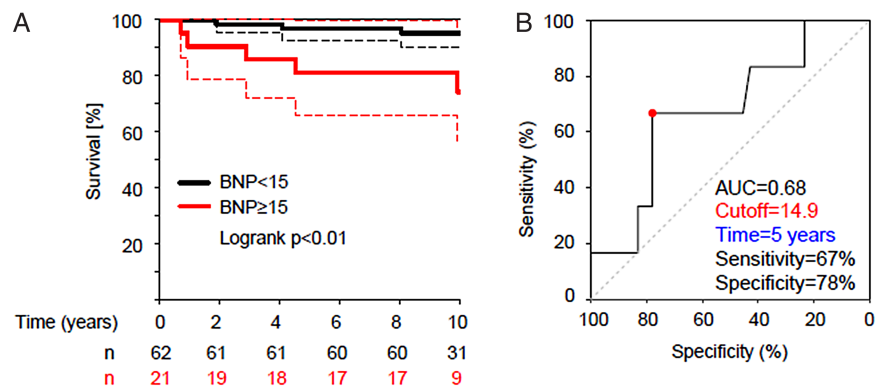 A
Survival [%]
100
80
60
40
20
BNP<15
BNP≥15
Logrank p<0.01
Time (years) 0 2 4 6 8 10
n 62 61 61 60 60 31
n 21 19 18 17 17 9
B
Sensitivity (%)
100
80
60
40
20
0
AUC=0.68
Cutoff=14.9
Time=5 years
Sensitivity=67%
Specificity=78%
100 80 60 40 20 0
Specificity (%)